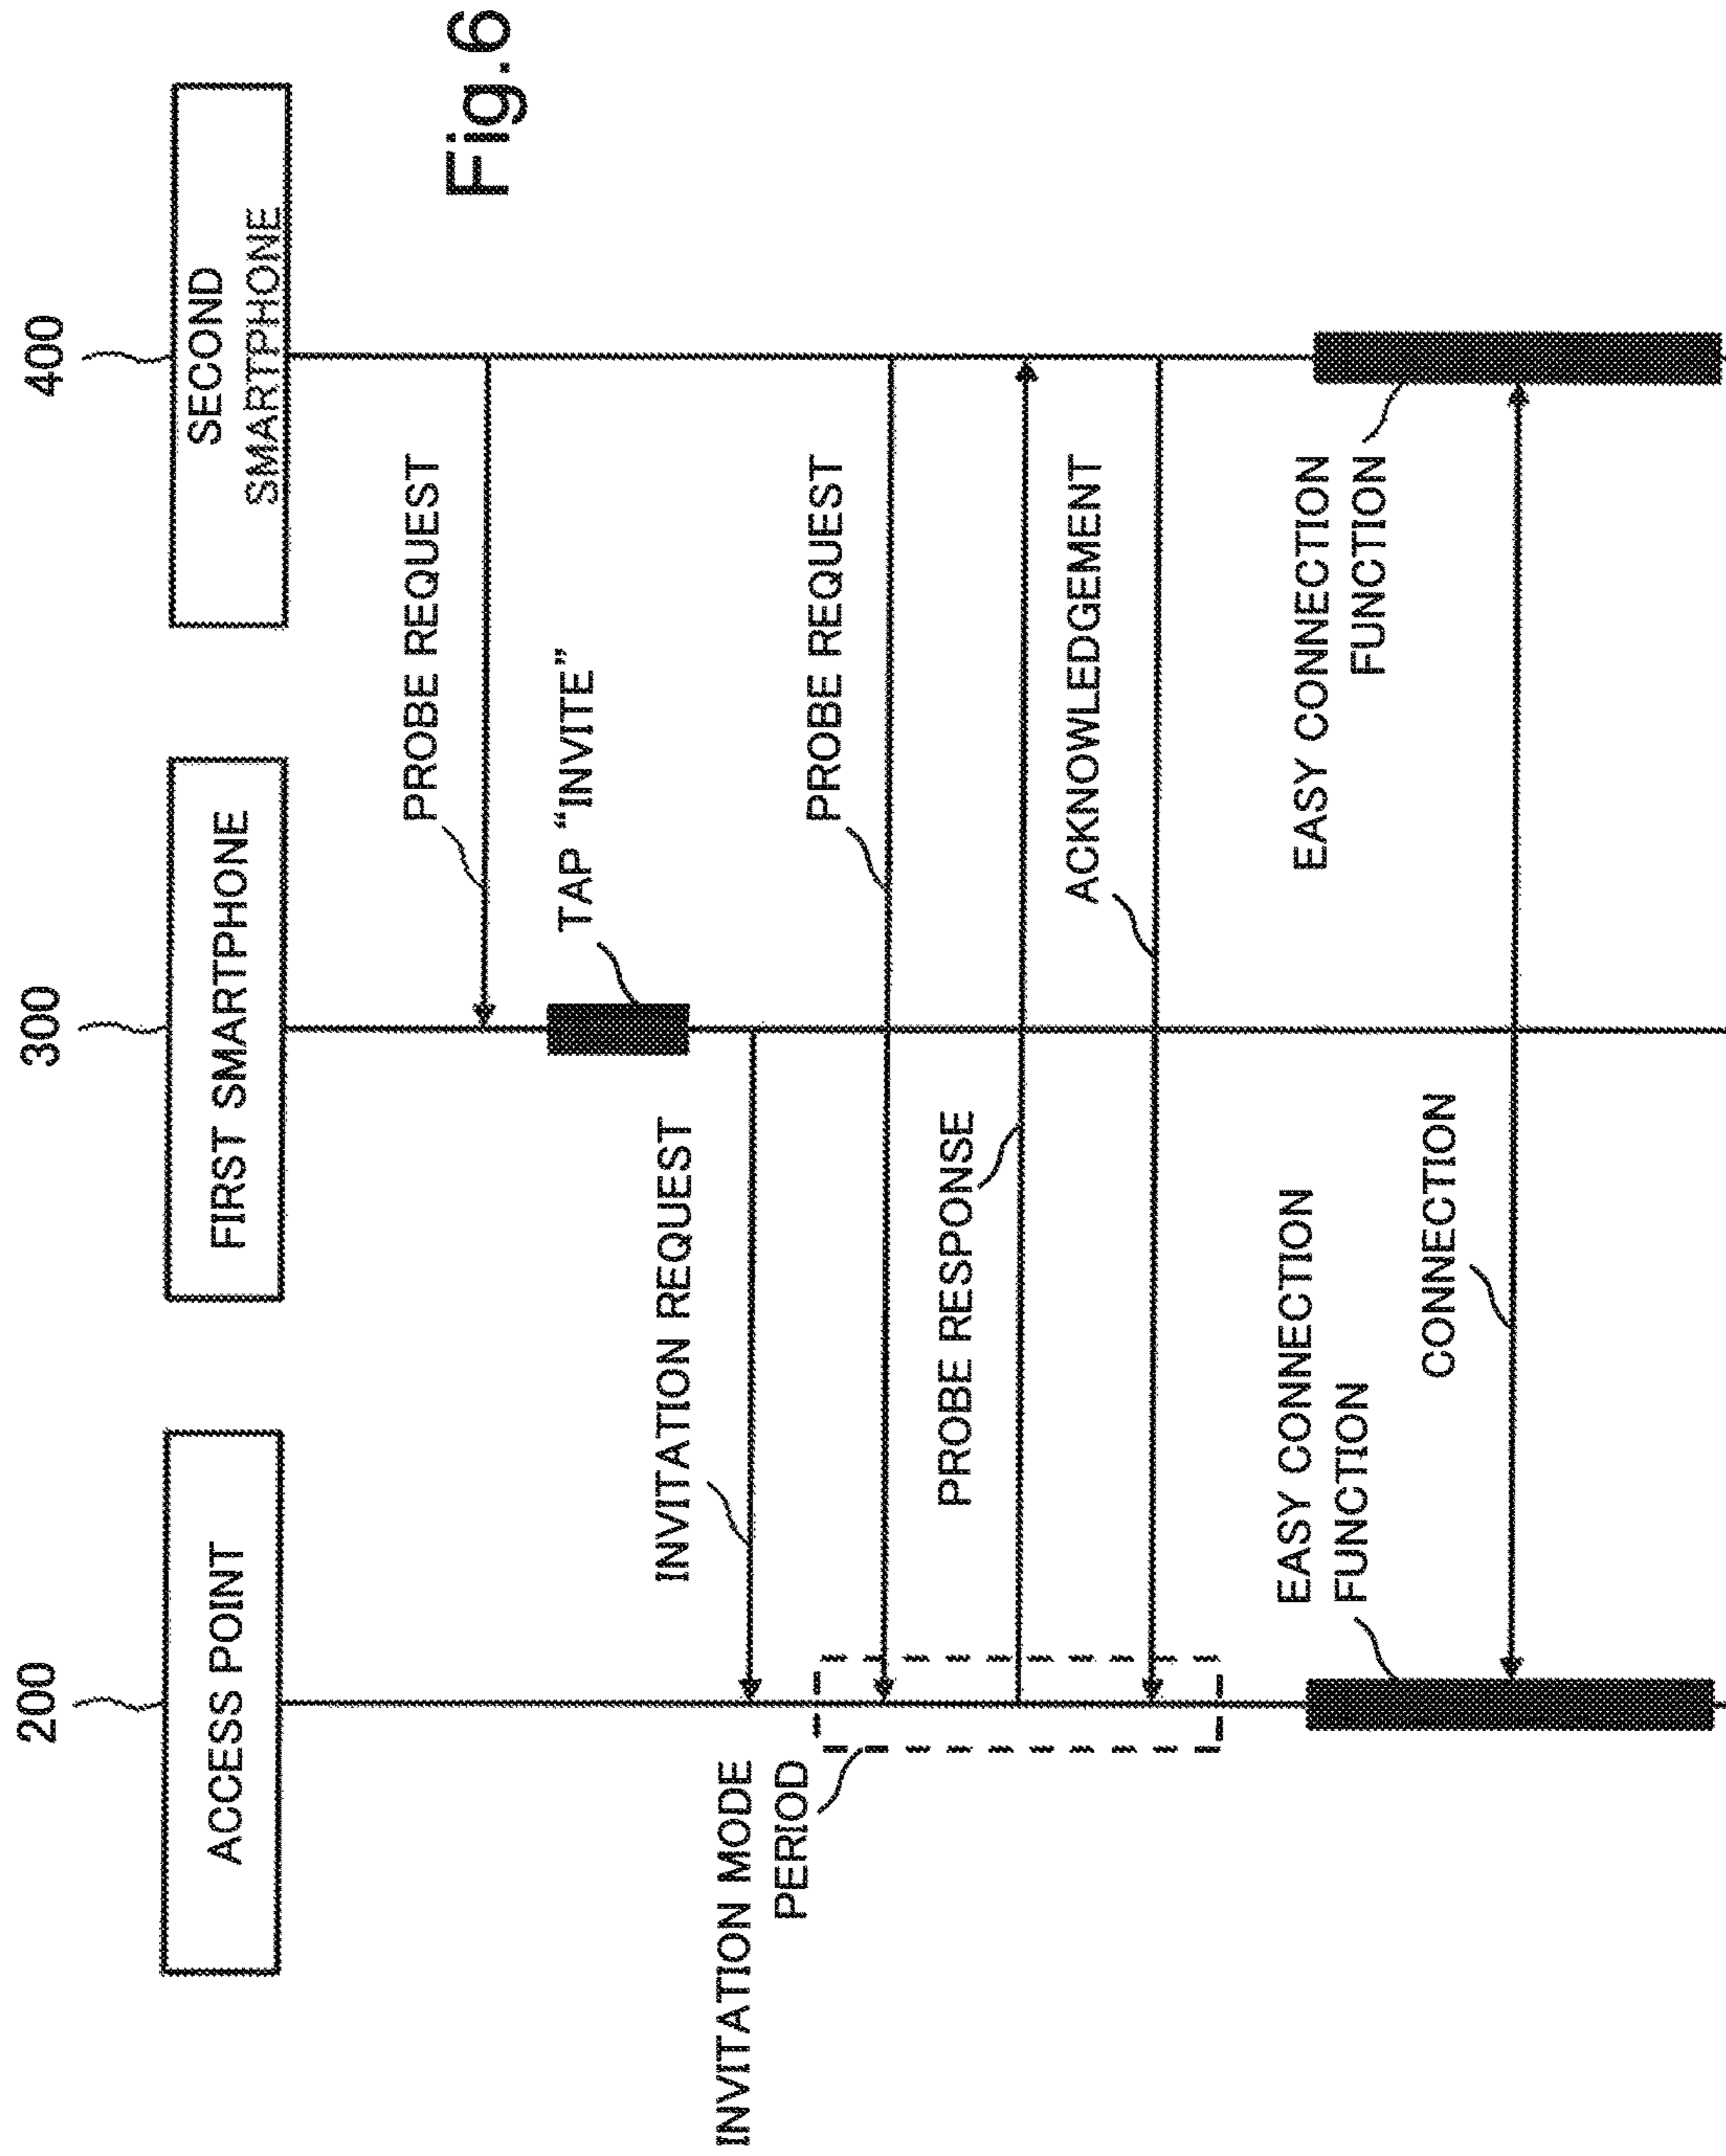 Fig.6
200
300
400
ACCESS POINT
FIRST SMARTPHONE
SECOND
SMARTPHONE
PROBE REQUEST
TAP “INVITE”
INVITATION REQUEST
INVITATION MODE
PERIOD
PROBE REQUEST
PROBE RESPONSE
ACKNOWLEDGEMENT
EASY CONNECTION
FUNCTION
EASY CONNECTION
FUNCTION
CONNECTION